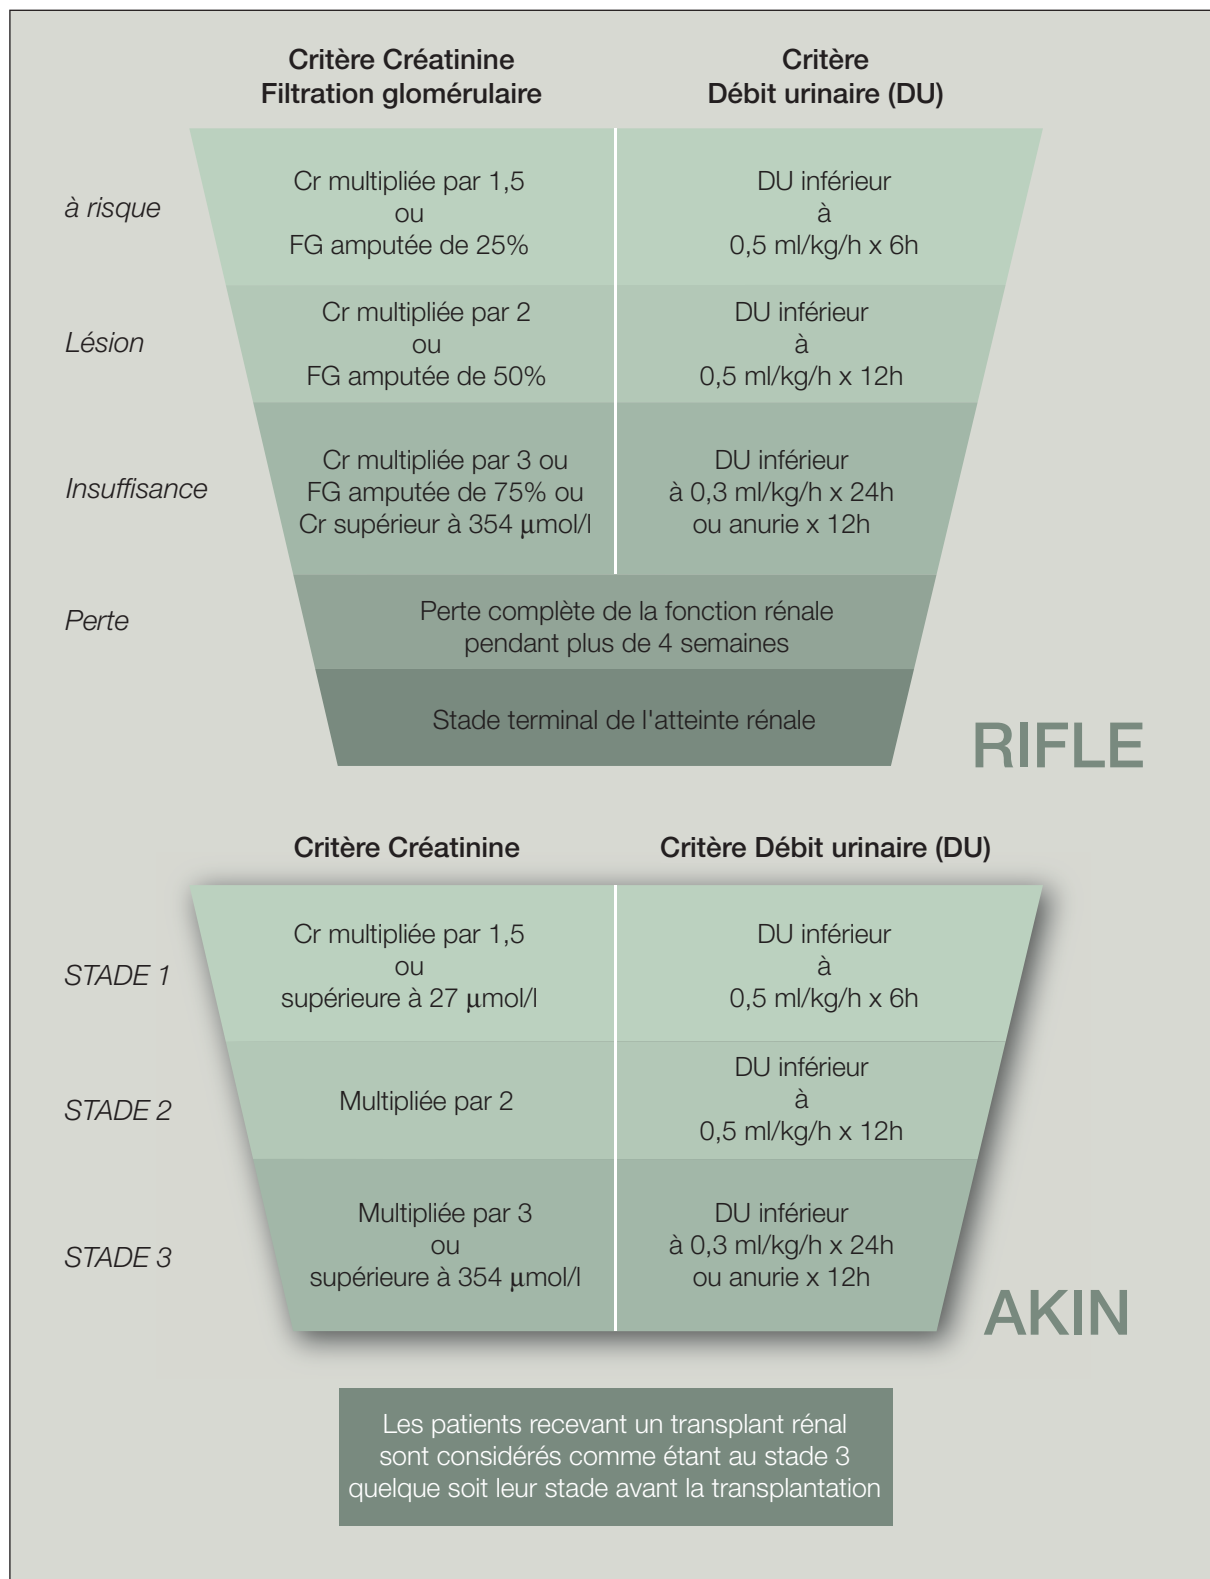 Critère Créatinine
Filtration glomérulaire
Critère
Débit urinaire (DU)
à risque
Cr multipliée par 1,5
ou
FG amputée de 25%
DU inférieur
à
0,5 ml/kg/h x 6h
Lésion
Cr multipliée par 2
ou
FG amputée de 50%
DU inférieur
à
0,5 ml/kg/h x 12h
Insuffisance
Cr multipliée par 3 ou
FG amputée de 75% ou
Cr supérieur à 354 µmol/l
DU inférieur
à 0,3 ml/kg/h x 24h
ou anurie x 12h
Perte
Perte complète de la fonction rénale
pendant plus de 4 semaines
Stade terminal de l'atteinte rénale
RIFLE
Critère Créatinine
Critère Débit urinaire (DU)
STADE 1
Cr multipliée par 1,5
ou
supérieure à 27 µmol/l
DU inférieur
à
0,5 ml/kg/h x 6h
STADE 2
Multipliée par 2
DU inférieur
à
0,5 ml/kg/h x 12h
STADE 3
Multipliée par 3
ou
supérieure à 354 µmol/l
DU inférieur
à 0,3 ml/kg/h x 24h
ou anurie x 12h
AKIN
Les patients recevant un transplant rénal
sont considérés comme étant au stade 3
quelque soit leur stade avant la transplantation